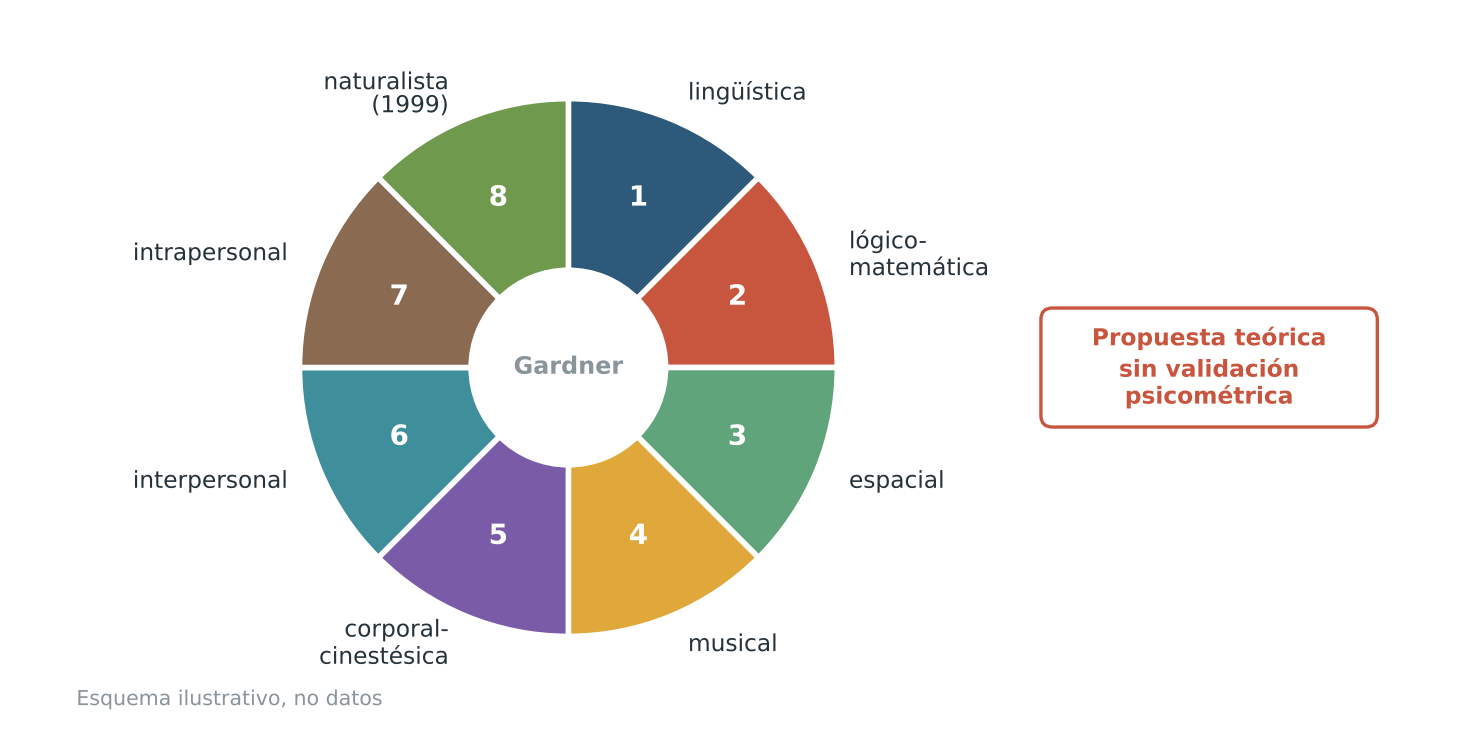 naturalista
(1999)
lingüística
8
1
intrapersonal
lógico-
matemática
7
2
Propuesta teórica
sin validación
psicométrica
Gardner
6
3
interpersonal
espacial
5
4
corporal-
cinestésica
musical
Esquema ilustrativo, no datos